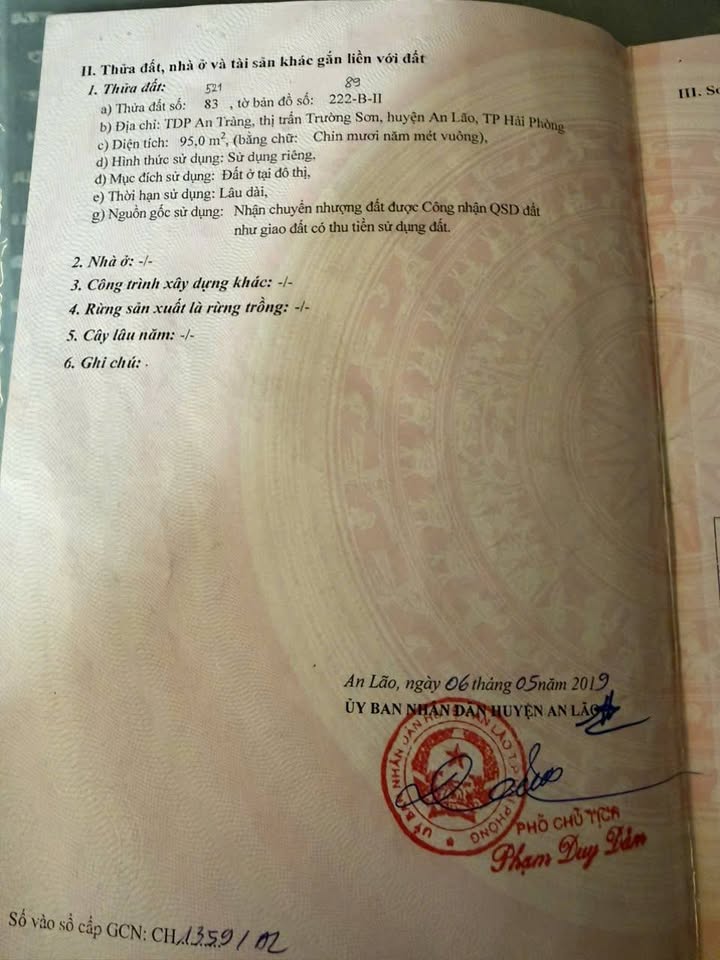 II. Thửa đất, nhà ở và tài sản khác gắn liền với đất
1. Thửa đất:
521 89
a) Thửa đất số: 83 , tờ bản đồ số: 222-B-II
b) Địa chỉ: TDP An Tràng, thị trấn Trường Sơn, huyện An Lão, TP Hải Phòng
c) Diện tích: 95,0 m², (bằng chữ: Chín mươi năm mét vuông),
d) Hình thức sử dụng: Sử dụng riêng,
đ) Mục đích sử dụng: Đất ở tại đô thị,
e) Thời hạn sử dụng: Lâu dài,
g) Nguồn gốc sử dụng: Nhận chuyển nhượng đất được Công nhận QSD đất
như giao đất có thu tiền sử dụng đất.
2. Nhà ở: -/-
3. Công trình xây dựng khác: -/-
4. Rừng sản xuất là rừng trồng: -/-
5. Cây lâu năm: -/-
6. Ghi chú: .
An Lão, ngày 06 tháng 05 năm 2019
ỦY BAN NHÂN DÂN HUYỆN AN LÃO
PHÓ CHỦ TỊCH
Phạm Duy
Số vào sổ cấp GCN: CH 1359/02
III. Sơ